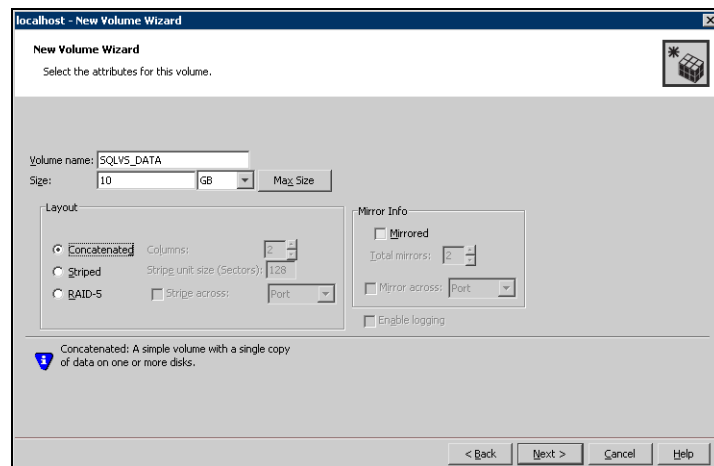 localhost - New Volume Wizard
New Volume Wizard
Select the attributes for this volume.
Volume name: SQLVS_DATA
Size: 10 GB Max Size
Layout
Concatenated Columns: 2
Striped Stripe unit size (Sectors): 128
RAID-5 Stripe across: Port
Mirror Info
Mirrored
Total mirrors: 2
Mirror across: Port
Enable logging
Concatenated: A simple volume with a single copy
of data on one or more disks.
< Back Next > Cancel Help